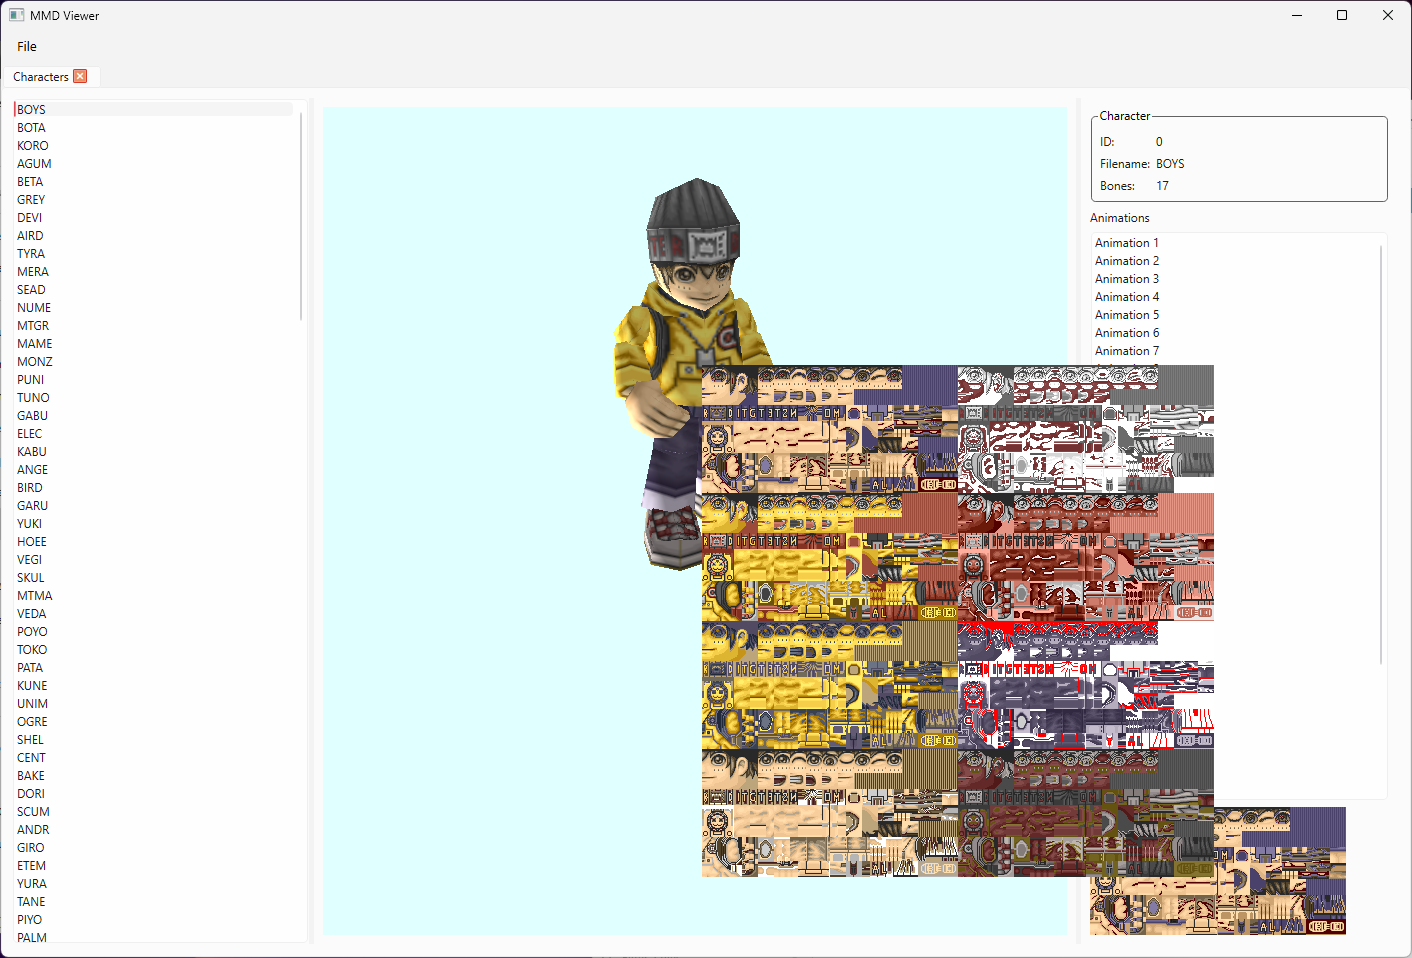 MMD Viewer
File
Characters
BOYS
BOTA
KORO
AGUM
BETA
GREY
DEVI
AIRD
TYRA
MERA
SEAD
NUME
MTGR
MAME
MONZ
PUNI
TUNO
GABU
ELEC
KABU
ANGE
BIRD
GARU
YUKI
HOEE
VEGI
SKUL
MTMA
VEDA
POYO
TOKO
PATA
KUNE
UNIM
OGRE
SHEL
CENT
BAKE
DORI
SCUM
ANDR
GIRO
ETEM
YURA
TANE
PIYO
PALM
Character
ID: 0
Filename: BOYS
Bones: 17
Animations
Animation 1
Animation 2
Animation 3
Animation 4
Animation 5
Animation 6
Animation 7